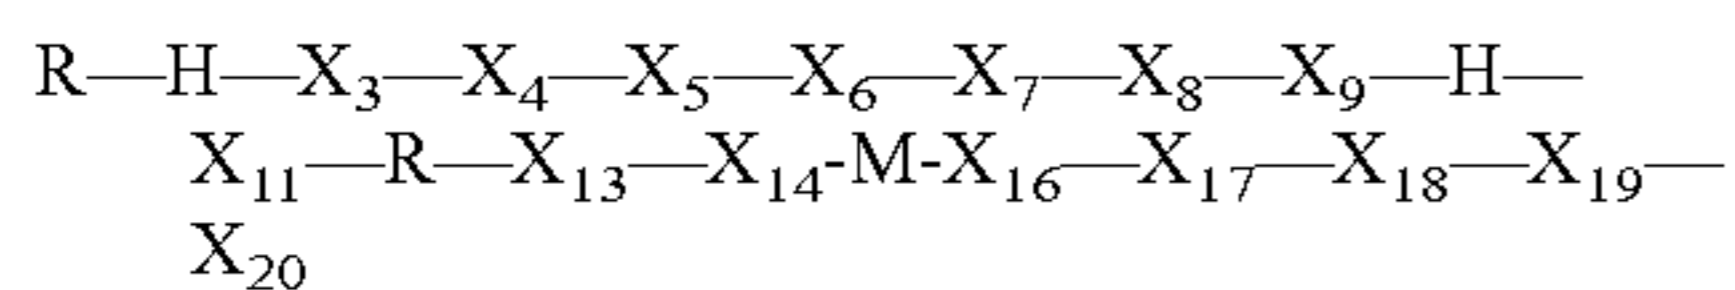 R—H—X₃—X₄—X₅—X₆—X₇—X₈—X₉—H—
X₁₁—R—X₁₃—X₁₄-M-X₁₆—X₁₇—X₁₈—X₁₉—
X₂₀